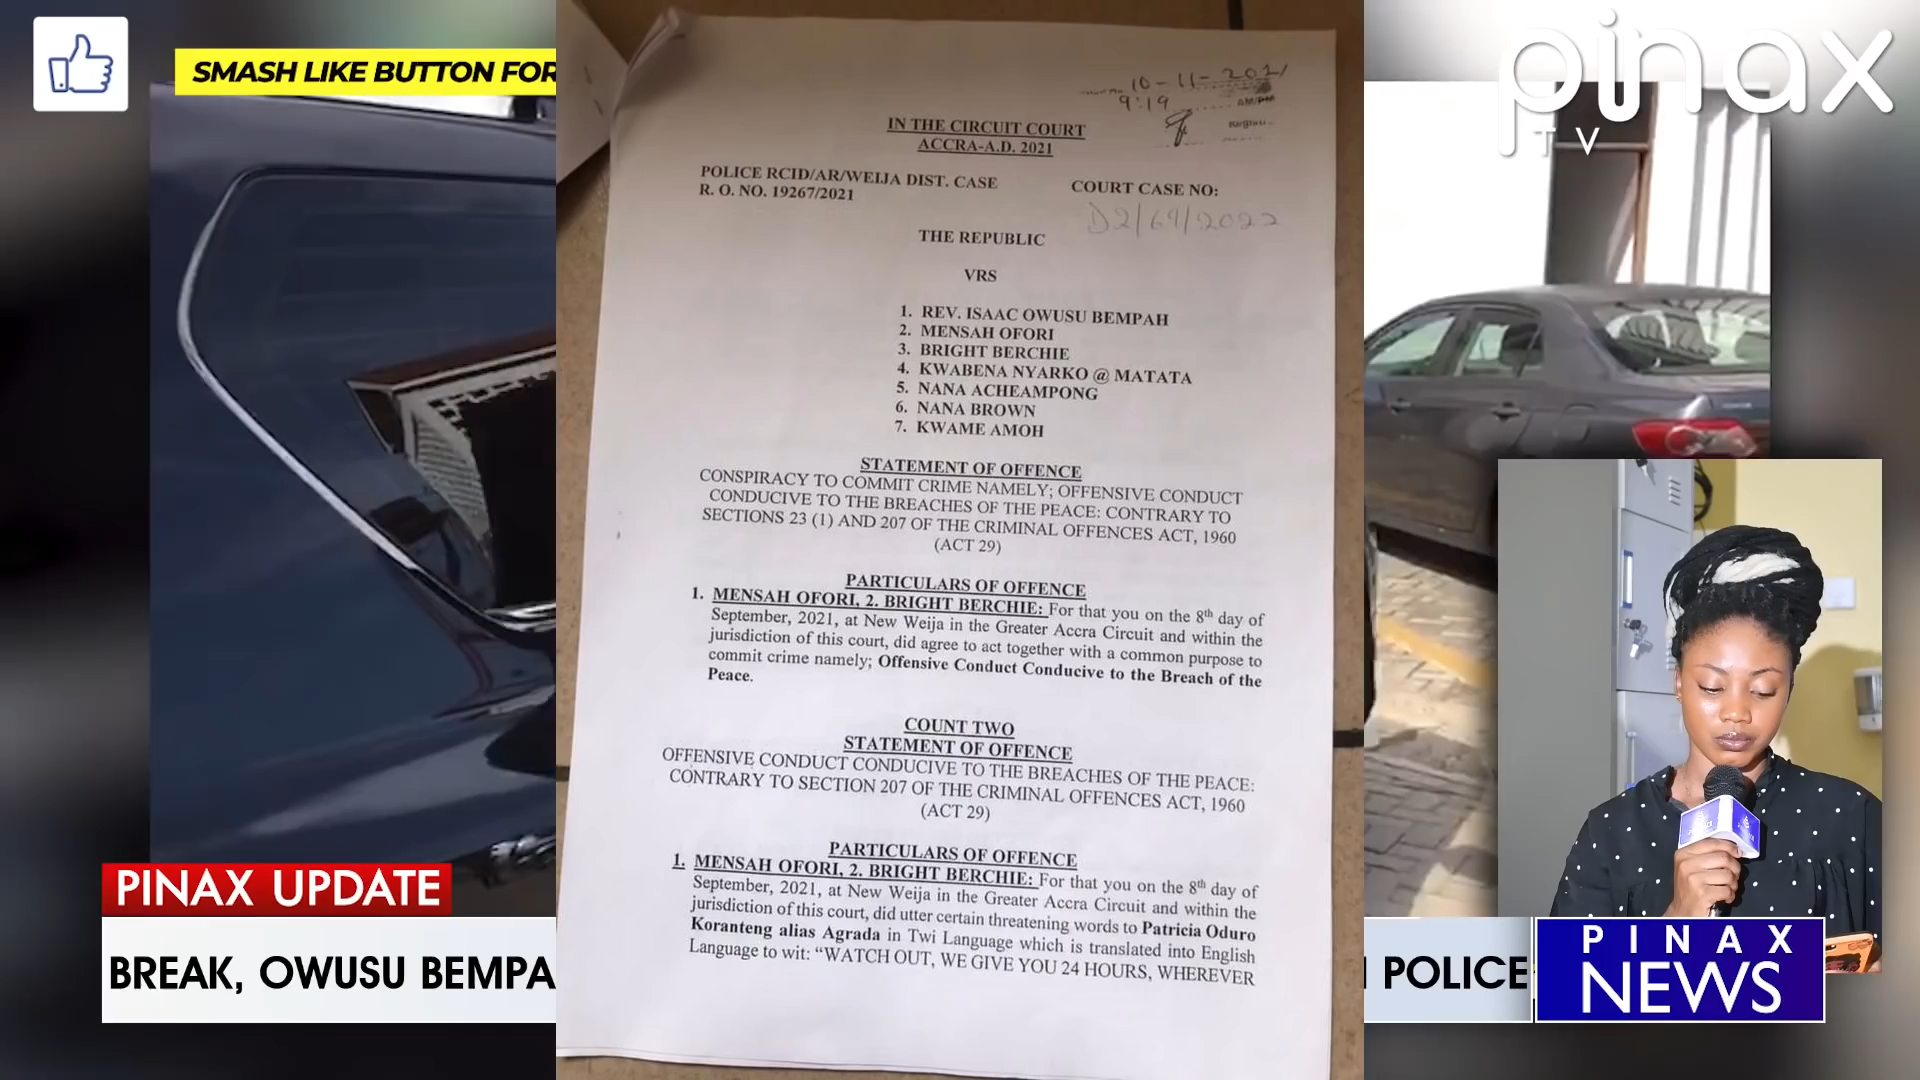 SMASH LIKE BUTTON FOR
pinax
TV
10-11-2021
9:19
AM/PM
IN THE CIRCUIT COURT
ACCRA-A.D. 2021
POLICE RCID/AR/WEIJA DIST. CASE
R. O. NO. 19267/2021
COURT CASE NO:
D2/69/2022
THE REPUBLIC
VRS
1. REV. ISAAC OWUSU BEMPAH
2. MENSAH OFORI
3. BRIGHT BERCHIE
4. KWABENA NYARKO @ MATATA
5. NANA ACHEAMPONG
6. NANA BROWN
7. KWAME AMOH
STATEMENT OF OFFENCE
CONSPIRACY TO COMMIT CRIME NAMELY; OFFENSIVE CONDUCT
CONDUCIVE TO THE BREACHES OF THE PEACE: CONTRARY TO
SECTIONS 23 (1) AND 207 OF THE CRIMINAL OFFENCES ACT, 1960
(ACT 29)
PARTICULARS OF OFFENCE
1. MENSAH OFORI, 2. BRIGHT BERCHIE: For that you on the 8th day of
September, 2021, at New Weija in the Greater Accra Circuit and within the
jurisdiction of this court, did agree to act together with a common purpose to
commit crime namely; Offensive Conduct Conducive to the Breach of the
Peace.
COUNT TWO
STATEMENT OF OFFENCE
OFFENSIVE CONDUCT CONDUCIVE TO THE BREACHES OF THE PEACE:
CONTRARY TO SECTION 207 OF THE CRIMINAL OFFENCES ACT, 1960
(ACT 29)
PARTICULARS OF OFFENCE
1. MENSAH OFORI, 2. BRIGHT BERCHIE: For that you on the 8th day of
September, 2021, at New Weija in the Greater Accra Circuit and within the
jurisdiction of this court, did utter certain threatening words to Patricia Oduro
Koranteng alias Agrada in Twi Language which is translated into English
Language to wit: “WATCH OUT, WE GIVE YOU 24 HOURS, WHEREVER
PINAX UPDATE
BREAK, OWUSU BEMPA
POLICE
PINAX
NEWS